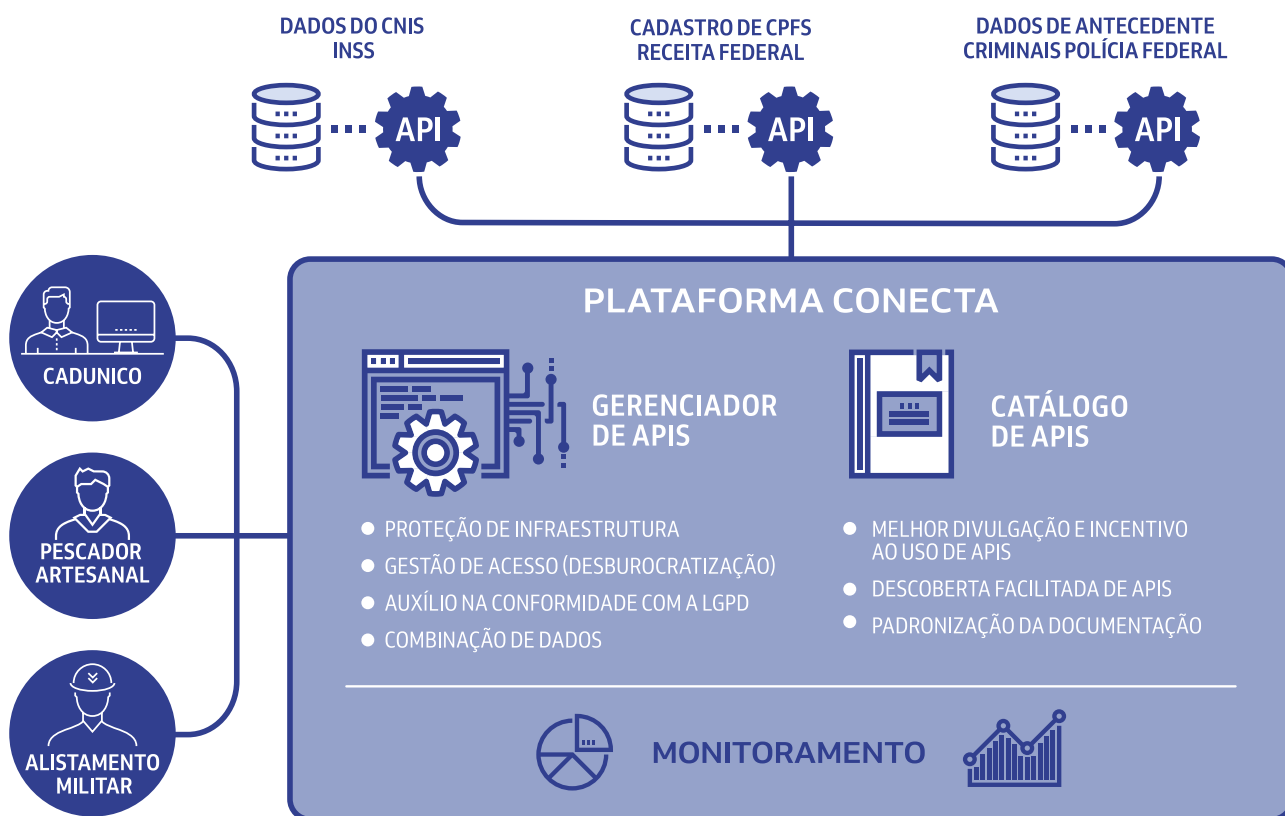 DADOS DO CNIS
INSS
CADASTRO DE CPFS
RECEITA FEDERAL
DADOS DE ANTECEDENTE
CRIMINAIS POLÍCIA FEDERAL
API
API
API
CADUNICO
PESCADOR
ARTESANAL
ALISTAMENTO
MILITAR
PLATAFORMA CONECTA
GERENCIADOR
DE APIS
PROTEÇÃO DE INFRAESTRUTURA
GESTÃO DE ACESSO (DESBUROCRATIZAÇÃO)
AUXÍLIO NA CONFORMIDADE COM A LGPD
COMBINAÇÃO DE DADOS
CATÁLOGO
DE APIS
MELHOR DIVULGAÇÃO E INCENTIVO
AO USO DE APIS
DESCOBERTA FACILITADA DE APIS
PADRONIZAÇÃO DA DOCUMENTAÇÃO
MONITORAMENTO